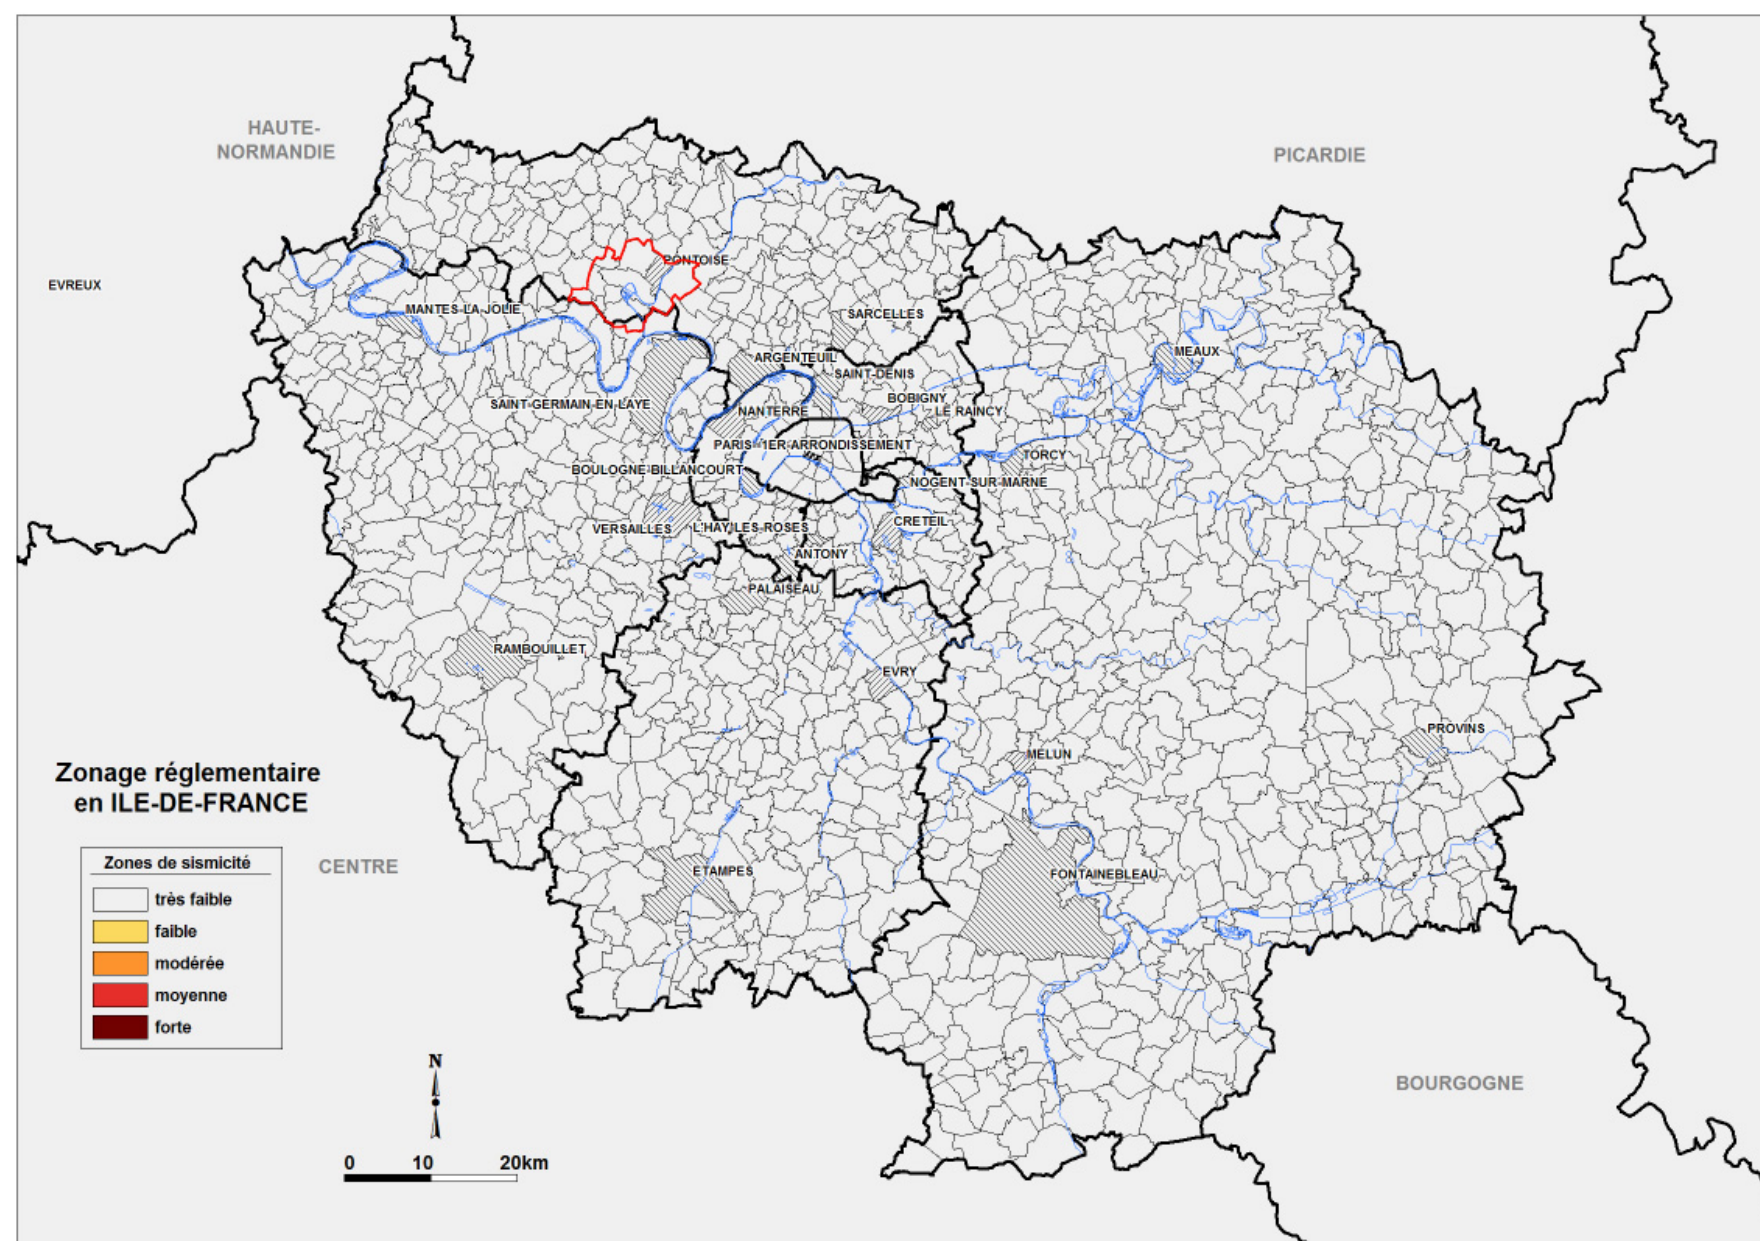 HAUTE-
NORMANDIE
PICARDIE
EVREUX
PONTOISE
MANTES LA JOLIE
SARCELLES
ARGENTEUIL
SAINT-DENIS
MEAUX
SAINT GERMAIN EN LAYE
NANTERRE
BOBIGNY
LE RAINCY
PARIS 1ER ARRONDISSEMENT
BOULOGNE BILLANCOURT
TORCY
NOGENT SUR MARNE
VERSAILLES
L'HAY LES ROSES
CRETEIL
ANTONY
PALAISEAU
RAMBOUILLET
EVRY
PROVINS
MELUN
Zonage réglementaire
en ILE-DE-FRANCE
Zones de sismicité
très faible
faible
modérée
moyenne
forte
CENTRE
ETAMPES
FONTAINEBLEAU
N
BOURGOGNE
0 10 20km